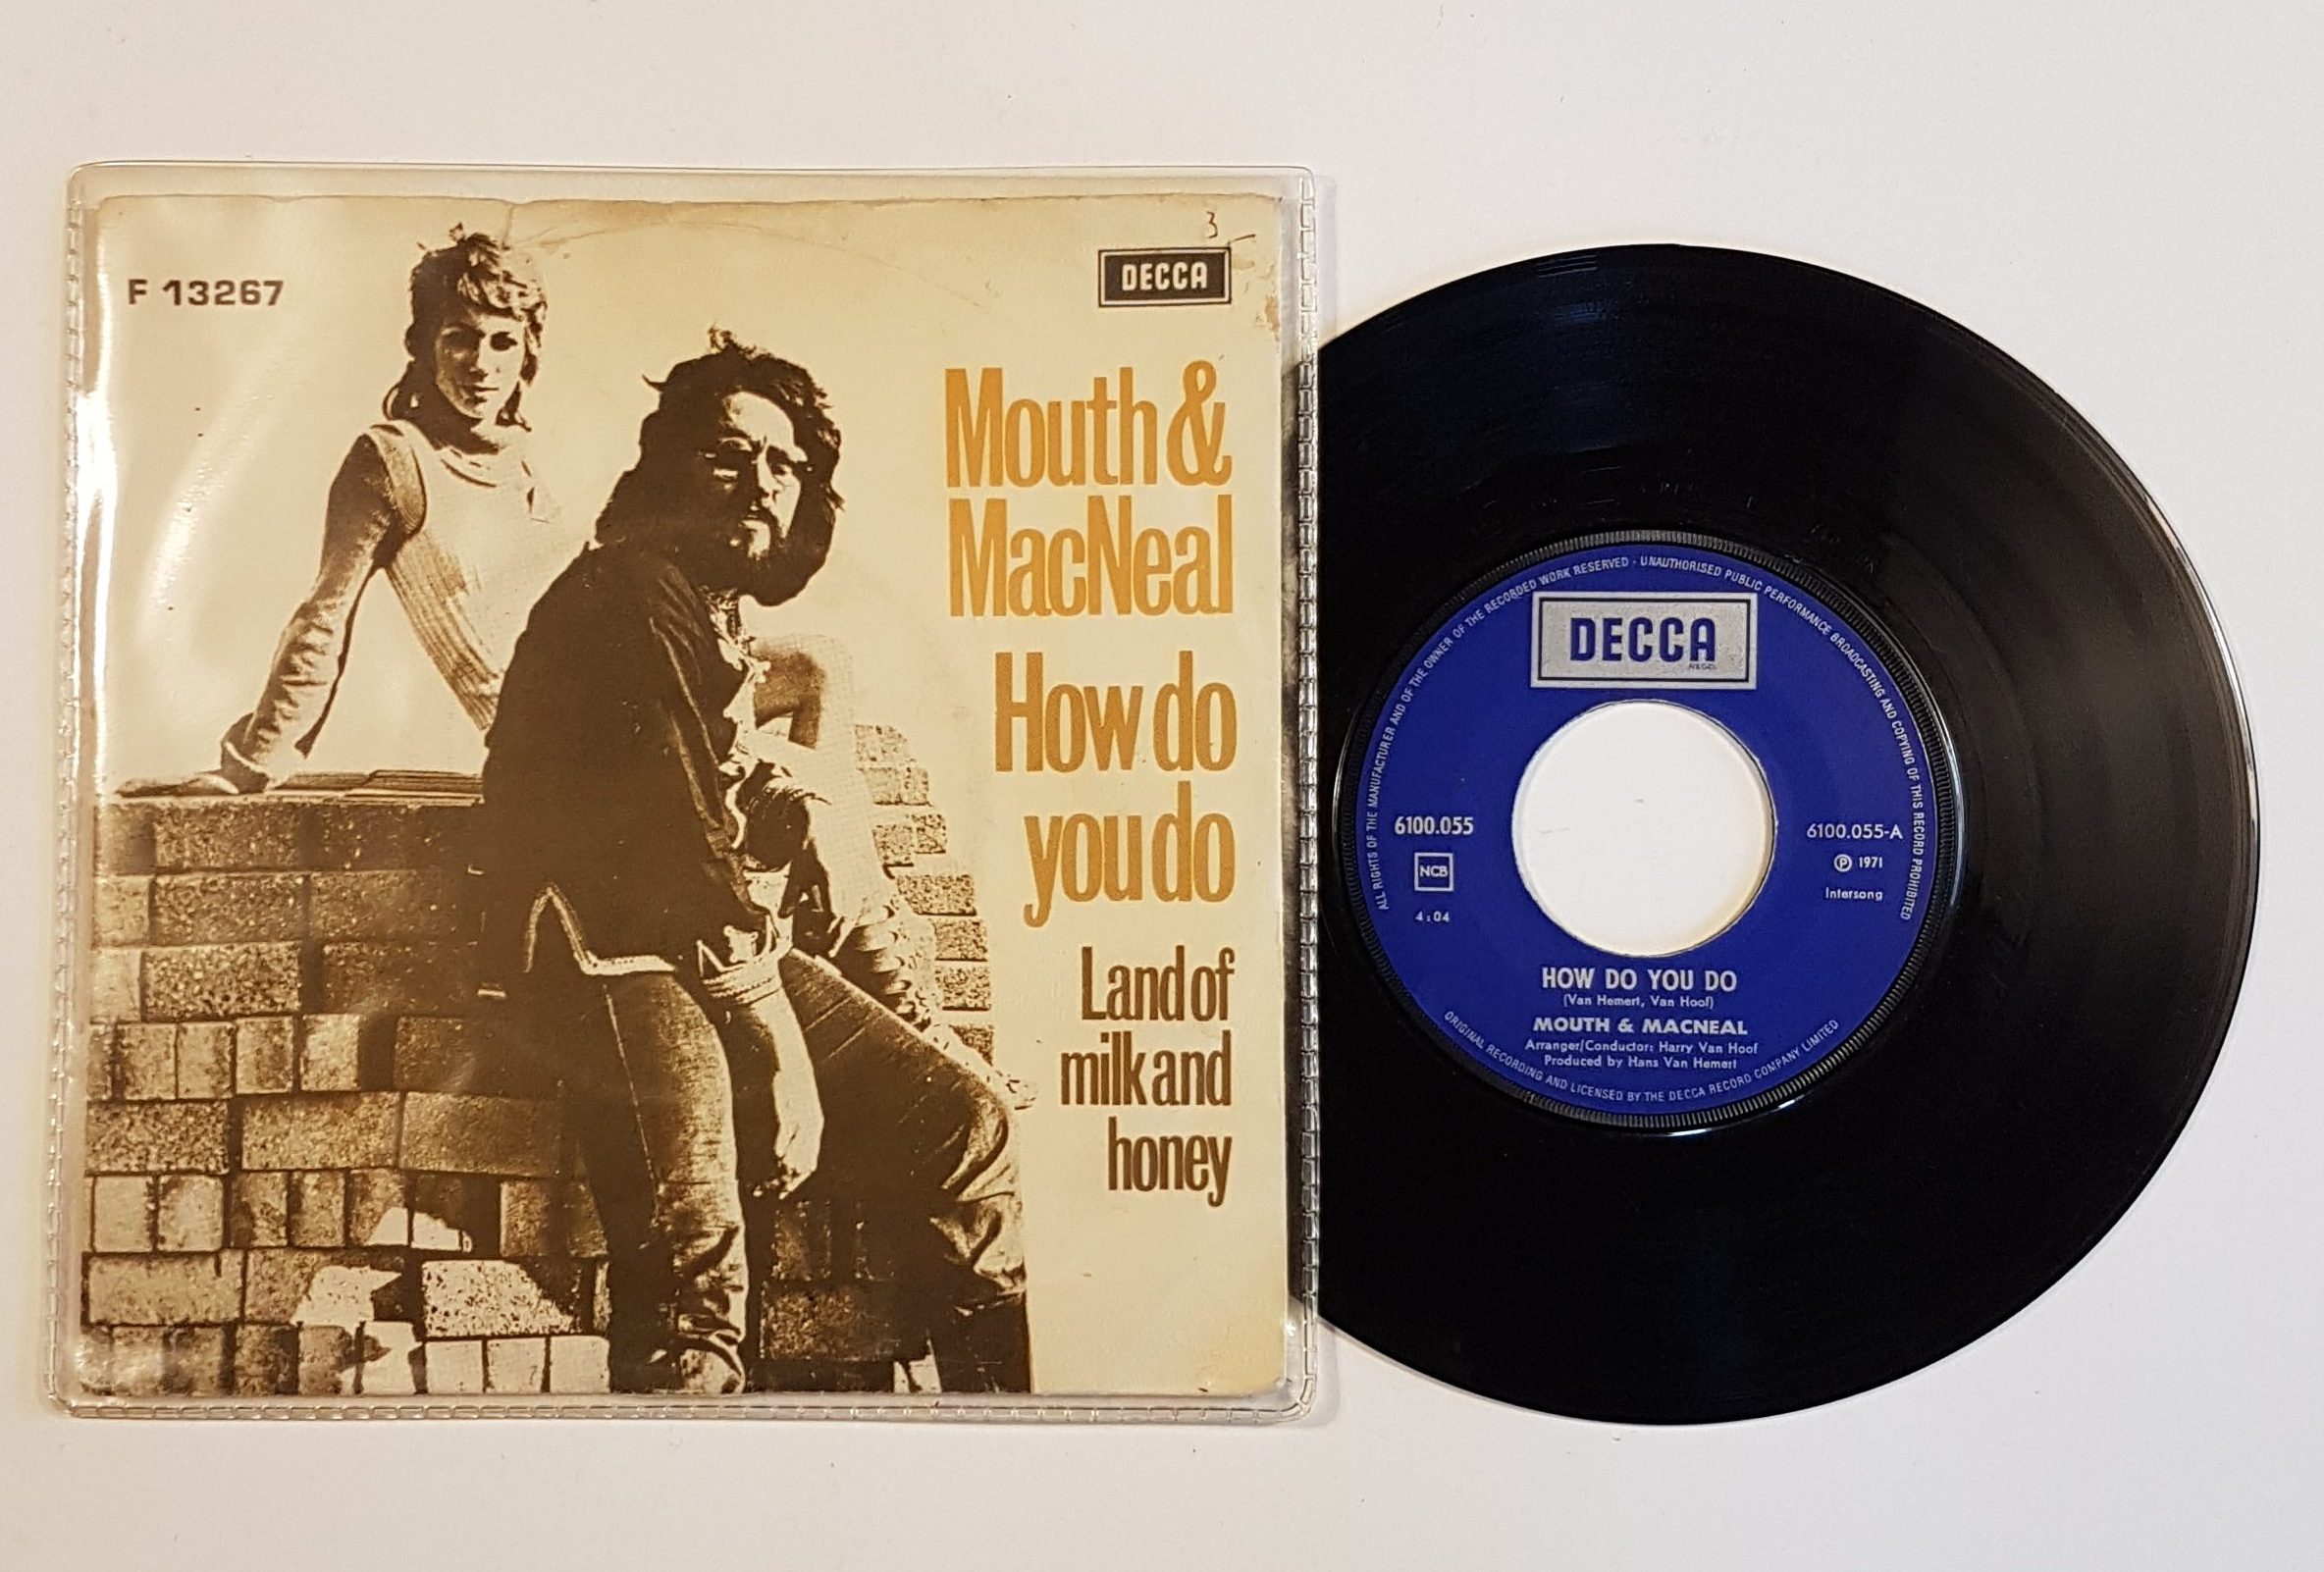 3
F 13267
DECCA
Mouth &
MacNeal
How do
you do
Land of
milk and
honey
ALL RIGHTS OF THE MANUFACTURER AND OF THE OWNER OF THE RECORDED WORK RESERVED · UNAUTHORISED PUBLIC PERFORMANCE BROADCASTING AND COPYING OF THIS RECORD PROHIBITED
DECCA
6100.055
NCB
4:04
6100.055-A
Ⓟ 1971
Intersong
HOW DO YOU DO
(Van Hemert, Van Hoof)
MOUTH & MACNEAL
Arranger/Conductor: Harry Van Hoof
Produced by Hans Van Hemert
ORIGINAL RECORDING AND LICENSED BY THE DECCA RECORD COMPANY LIMITED